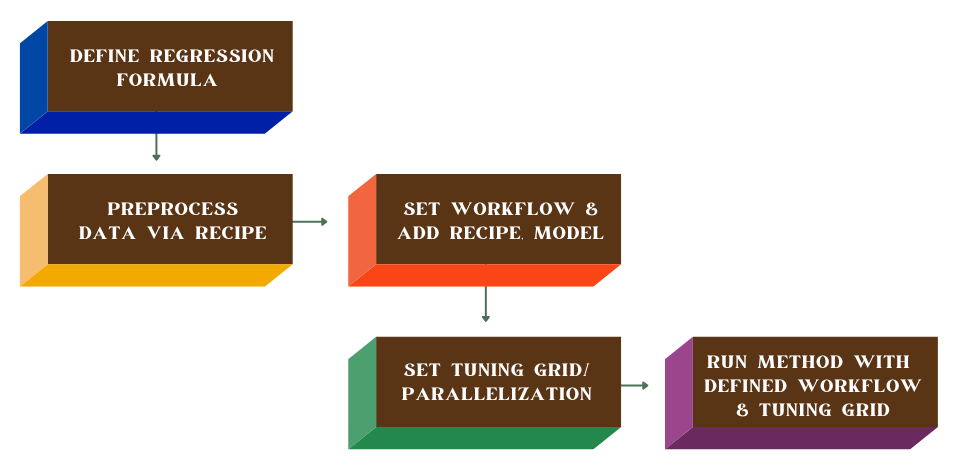 DEFINE REGRESSION
FORMULA
PREPROCESS
DATA VIA RECIPE
SET WORKFLOW &
ADD RECIPE, MODEL
SET TUNING GRID/
PARALLELIZATION
RUN METHOD WITH
DEFINED WORKFLOW
& TUNING GRID